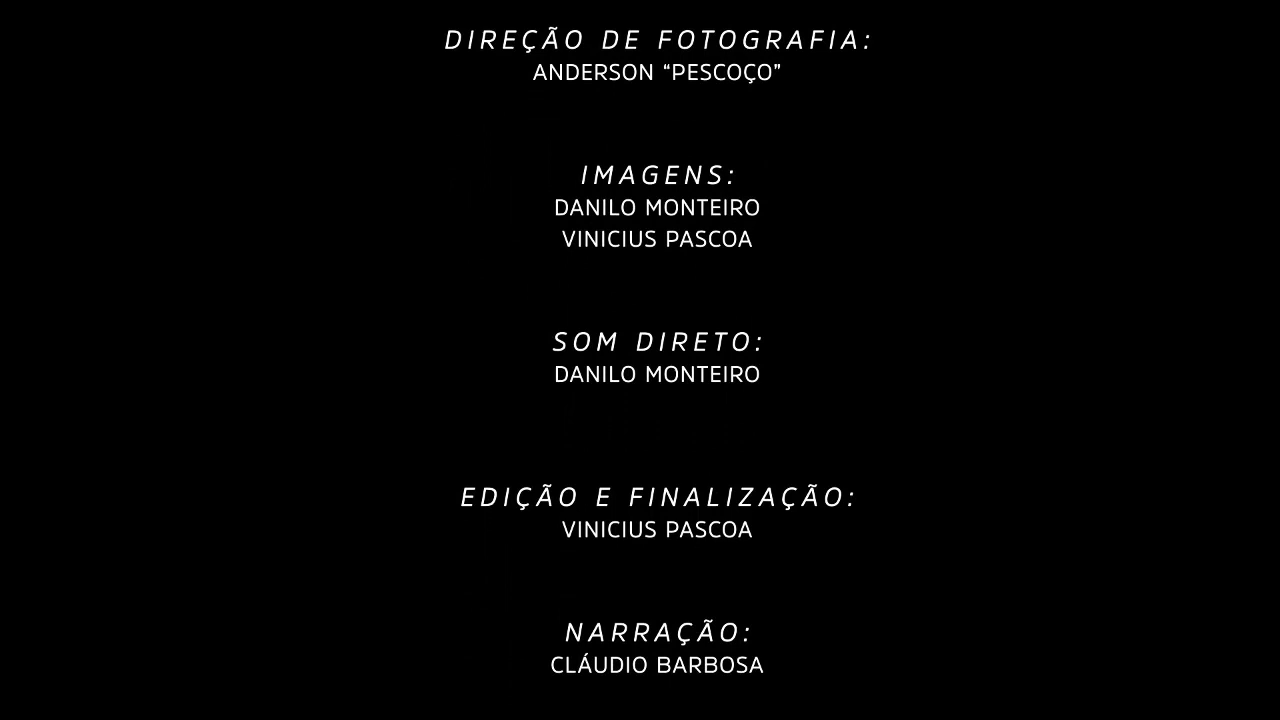 DIREÇÃO DE FOTOGRAFIA:
ANDERSON “PESCOÇO”
IMAGENS:
DANILO MONTEIRO
VINICIUS PASCOA
SOM DIRETO:
DANILO MONTEIRO
EDIÇÃO E FINALIZAÇÃO:
VINICIUS PASCOA
NARRAÇÃO:
CLÁUDIO BARBOSA